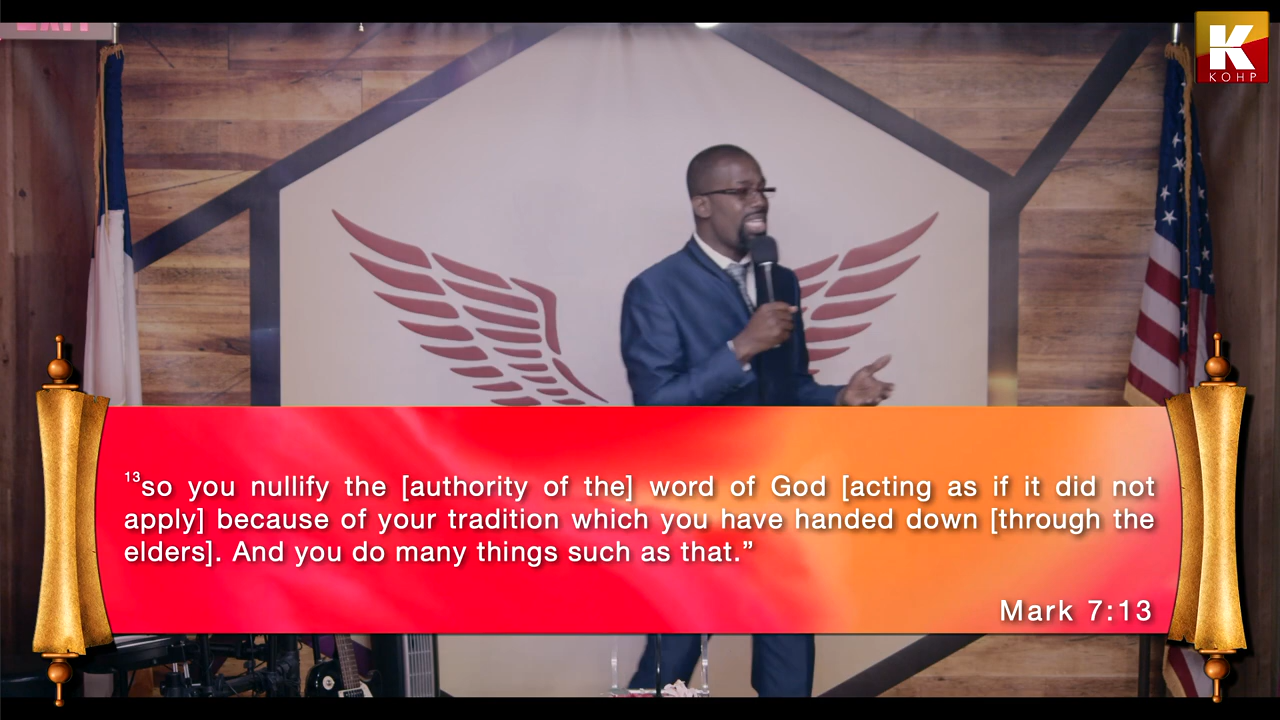 EXIT
K
KOHP
¹³so you nullify the [authority of the] word of God [acting as if it did not
apply] because of your tradition which you have handed down [through the
elders]. And you do many things such as that.”
Mark 7:13